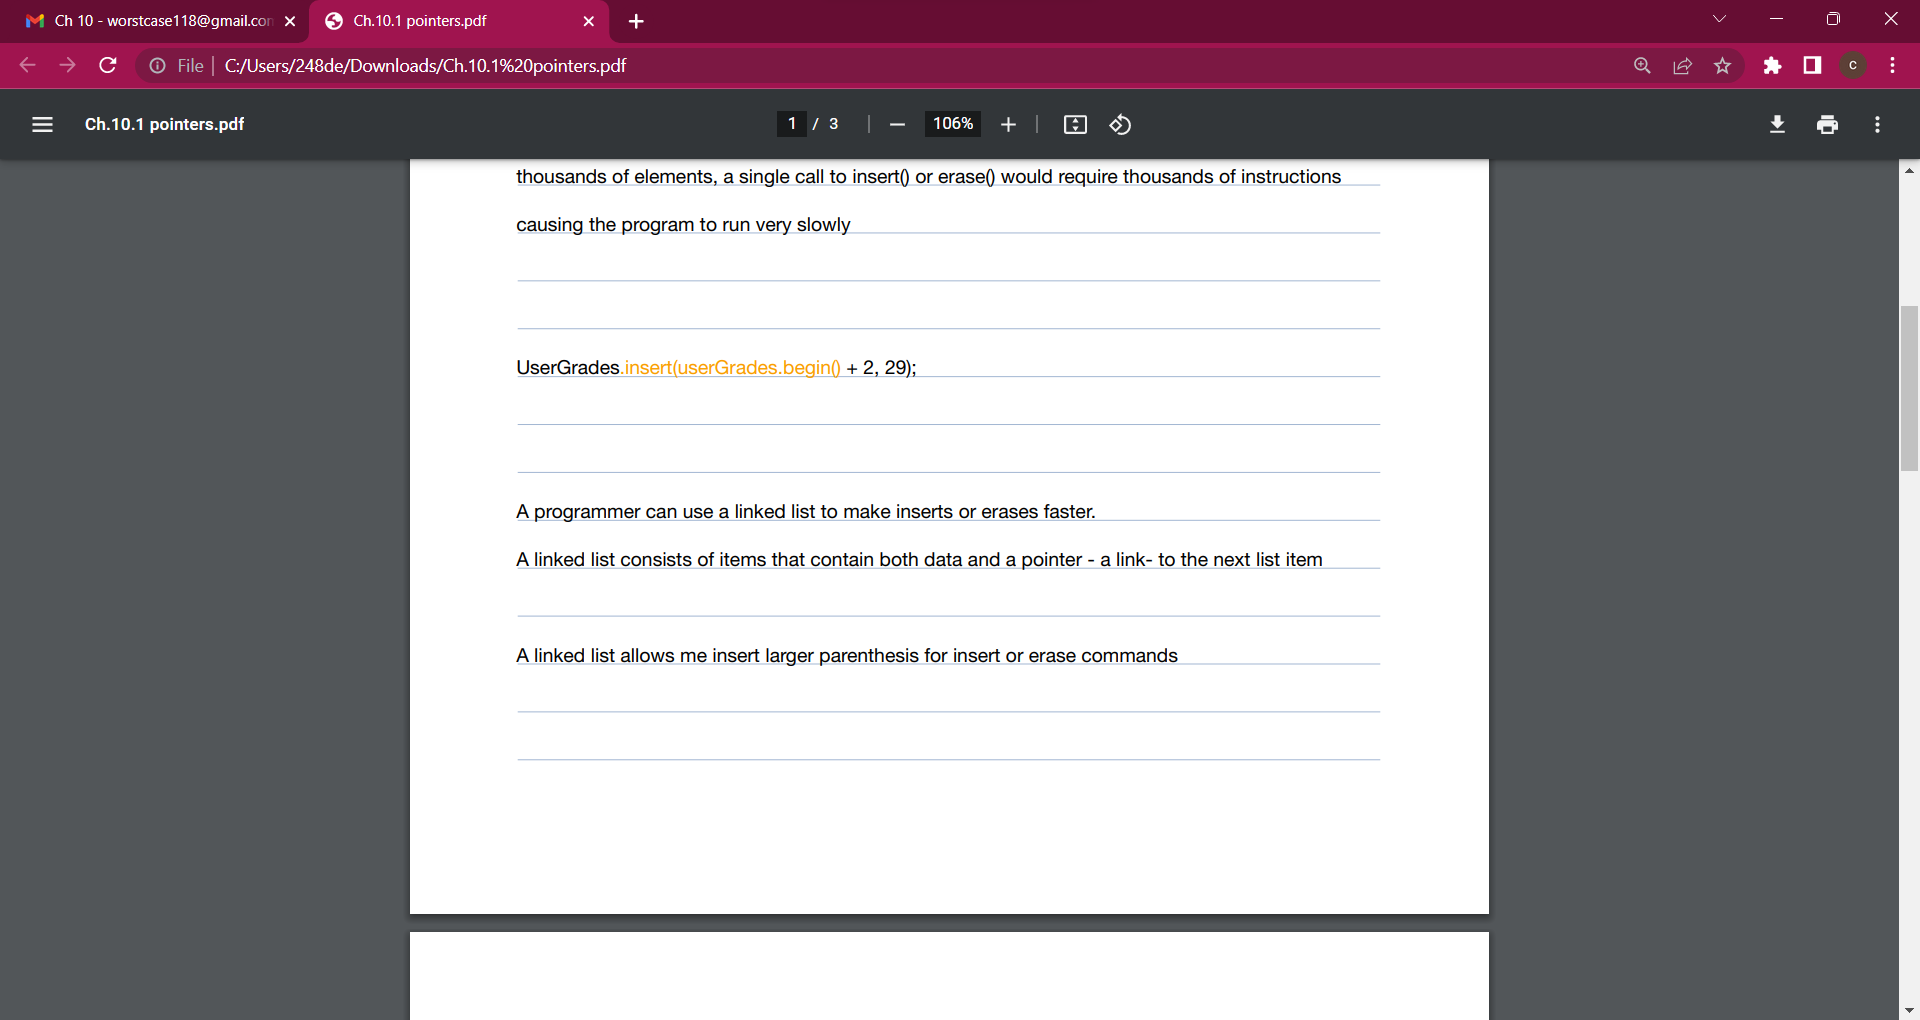 Ch 10 - worstcase118@gmail.con
Ch.10.1 pointers.pdf
File
C:/Users/248de/Downloads/Ch.10.1%20pointers.pdf
C
Ch.10.1 pointers.pdf
1 / 3
106%
thousands of elements, a single call to insert() or erase() would require thousands of instructions
causing the program to run very slowly
UserGrades.insert(userGrades.begin() + 2, 29);
A programmer can use a linked list to make inserts or erases faster.
A linked list consists of items that contain both data and a pointer - a link- to the next list item
A linked list allows me insert larger parenthesis for insert or erase commands